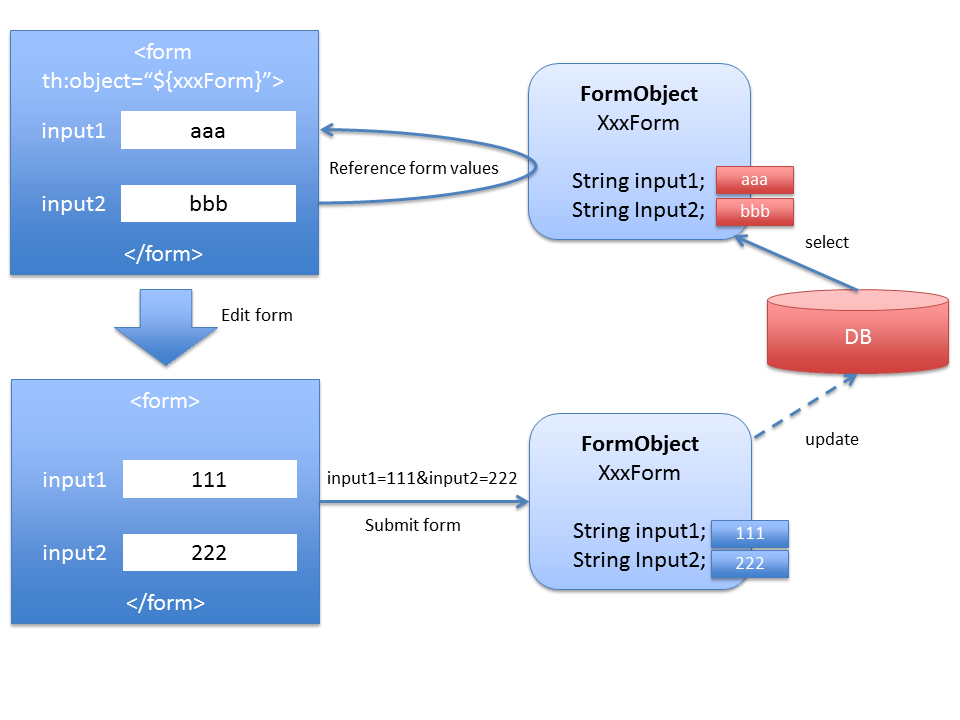 <form
th:object=“${xxxForm}”>
input1
aaa
input2
bbb
</form>
Reference form values
FormObject
XxxForm
String input1;
aaa
String Input2;
bbb
select
DB
update
Edit form
<form>
input1
111
input2
222
</form>
input1=111&input2=222
Submit form
FormObject
XxxForm
String input1;
111
String Input2;
222